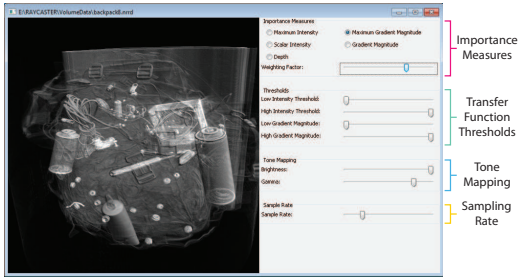 E:\RAYCASTER\VolumeData\backpack8.nrrd
Importance Measures
Maximum Intensity
Maximum Gradient Magnitude
Scalar Intensity
Gradient Magnitude
Depth
Weighting Factor:
Thresholds
Low Intensity Threshold:
High Intensity Threshold:
Low Gradient Magnitude:
High Gradient Magnitude:
Tone Mapping
Brightness:
Gamma:
Sample Rate
Sample Rate:
Importance
Measures
Transfer
Function
Thresholds
Tone
Mapping
Sampling
Rate